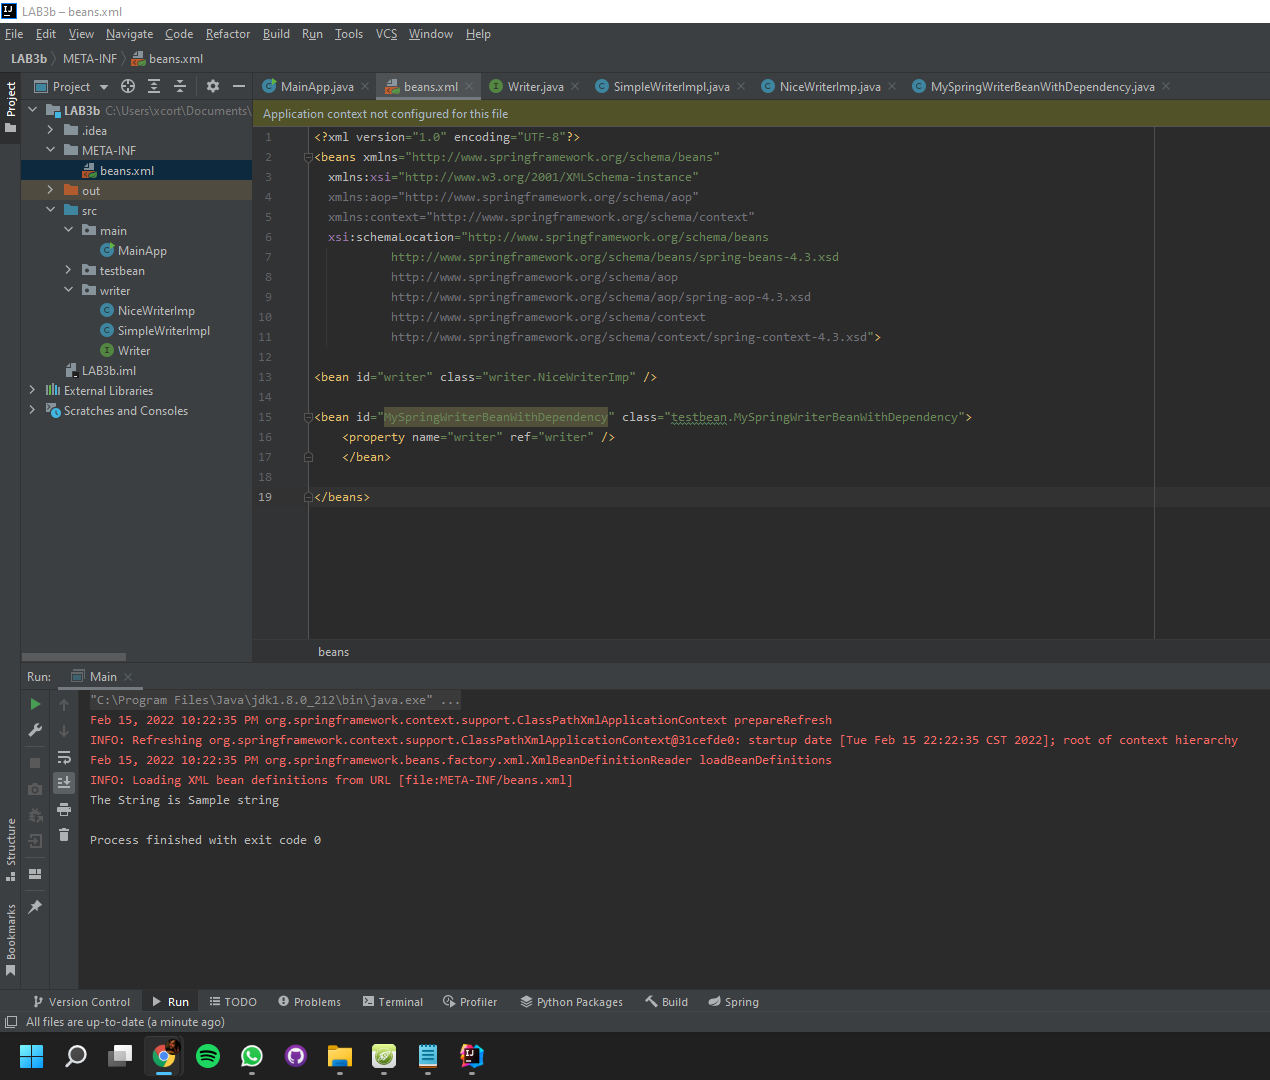 LAB3b – beans.xml
File Edit View Navigate Code Refactor Build Run Tools VCS Window Help
LAB3b META-INF beans.xml
Project
Project
MainApp.java beans.xml Writer.java SimpleWriterImpl.java NiceWriterImp.java MySpringWriterBeanWithDependency.java
LAB3b C:\Users\xcort\Documents\
.idea
META-INF
beans.xml
out
src
main
MainApp
testbean
writer
NiceWriterImp
SimpleWriterImpl
Writer
LAB3b.iml
External Libraries
Scratches and Consoles
Application context not configured for this file
1 <?xml version="1.0" encoding="UTF-8"?>
2 <beans xmlns="http://www.springframework.org/schema/beans"
3 xmlns:xsi="http://www.w3.org/2001/XMLSchema-instance"
4 xmlns:aop="http://www.springframework.org/schema/aop"
5 xmlns:context="http://www.springframework.org/schema/context"
6 xsi:schemaLocation="http://www.springframework.org/schema/beans
7 http://www.springframework.org/schema/beans/spring-beans-4.3.xsd
8 http://www.springframework.org/schema/aop
9 http://www.springframework.org/schema/aop/spring-aop-4.3.xsd
10 http://www.springframework.org/schema/context
11 http://www.springframework.org/schema/context/spring-context-4.3.xsd">
12
13 <bean id="writer" class="writer.NiceWriterImp" />
14
15 <bean id="MySpringWriterBeanWithDependency" class="testbean.MySpringWriterBeanWithDependency">
16 <property name="writer" ref="writer" />
17 </bean>
18
19 </beans>
beans
Run: Main
"C:\Program Files\Java\jdk1.8.0_212\bin\java.exe" ...
Feb 15, 2022 10:22:35 PM org.springframework.context.support.ClassPathXmlApplicationContext prepareRefresh
INFO: Refreshing org.springframework.context.support.ClassPathXmlApplicationContext@31cefde0: startup date [Tue Feb 15 22:22:35 CST 2022]; root of context hierarchy
Feb 15, 2022 10:22:35 PM org.springframework.beans.factory.xml.XmlBeanDefinitionReader loadBeanDefinitions
INFO: Loading XML bean definitions from URL [file:META-INF/beans.xml]
The String is Sample string
Process finished with exit code 0
Structure
Bookmarks
Version Control Run TODO Problems Terminal Profiler Python Packages Build Spring
All files are up-to-date (a minute ago)